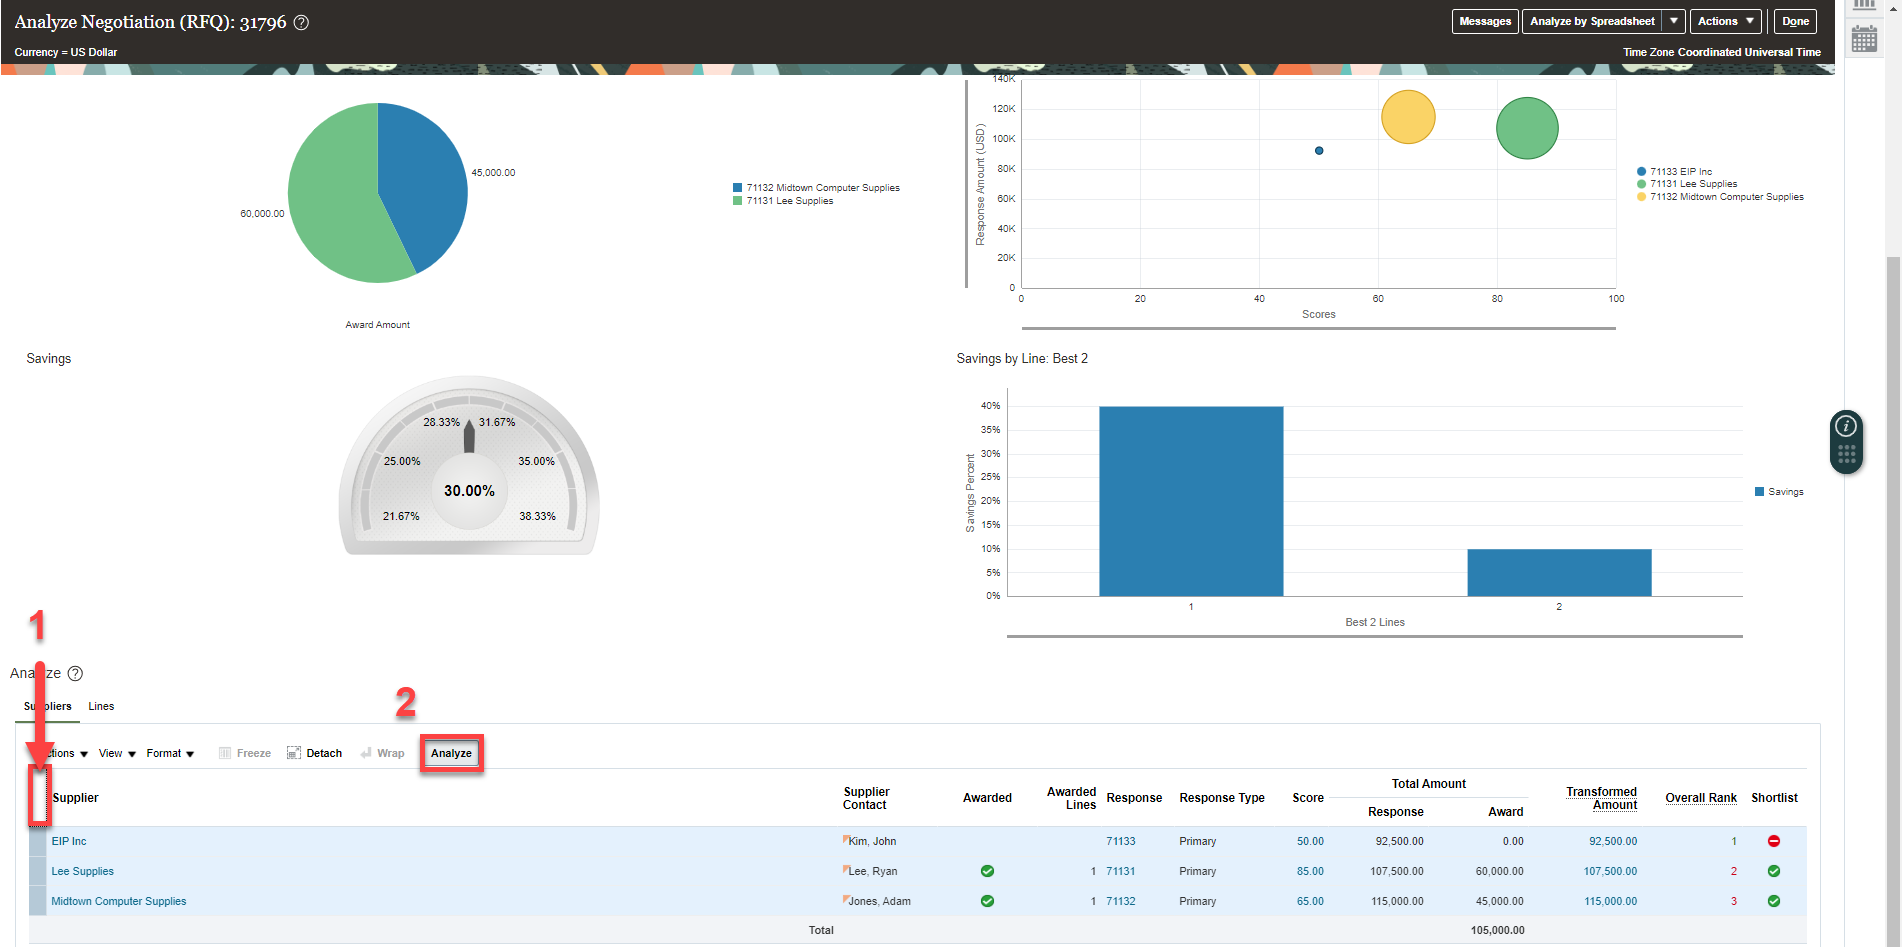 Analyze Negotiation (RFQ): 31796 ?
Messages Analyze by Spreadsheet Actions Done
Currency = US Dollar
Time Zone Coordinated Universal Time
45,000.00
60,000.00
71132 Midtown Computer Supplies
71131 Lee Supplies
Award Amount
140K
120K
100K
80K
60K
40K
20K
0
Response Amount (USD)
0 20 40 60 80 100
Scores
71133 EIP Inc
71131 Lee Supplies
71132 Midtown Computer Supplies
Savings
28.33% 31.67%
25.00% 35.00%
30.00%
21.67% 38.33%
Savings by Line: Best 2
40%
35%
30%
25%
20%
15%
10%
5%
0%
Savings Percent
1 2
Best 2 Lines
Savings
i
1
Analyze ?
2
Suppliers Lines
tions View Format Freeze Detach Wrap Analyze
Supplier Supplier Contact Awarded Awarded Lines Response Response Type Score Total Amount Response Award Transformed Amount Overall Rank Shortlist
EIP Inc Kim, John 71133 Primary 50.00 92,500.00 0.00 92,500.00 1
Lee Supplies Lee, Ryan 1 71131 Primary 85.00 107,500.00 60,000.00 107,500.00 2
Midtown Computer Supplies Jones, Adam 1 71132 Primary 65.00 115,000.00 45,000.00 115,000.00 3
Total 105,000.00